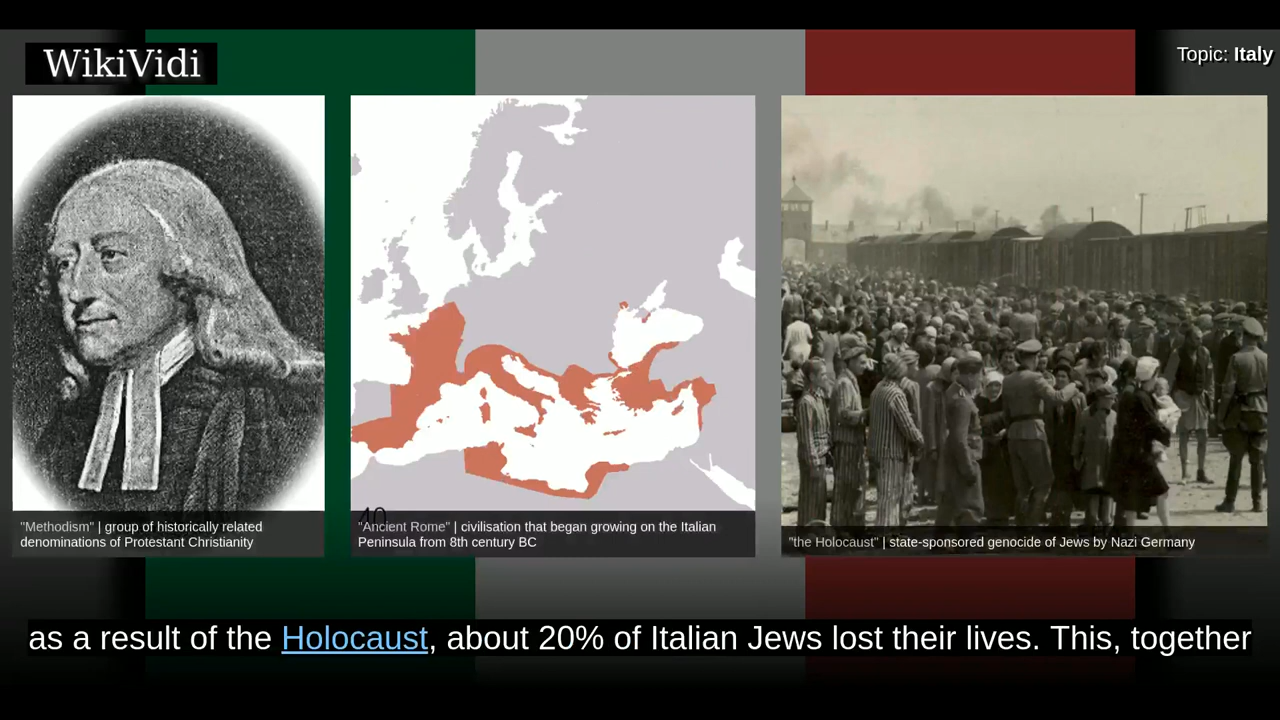 WikiVidi
Topic: Italy
"Methodism" | group of historically related
denominations of Protestant Christianity
40
"Ancient Rome" | civilisation that began growing on the Italian
Peninsula from 8th century BC
"the Holocaust" | state-sponsored genocide of Jews by Nazi Germany
as a result of the Holocaust, about 20% of Italian Jews lost their lives. This, together